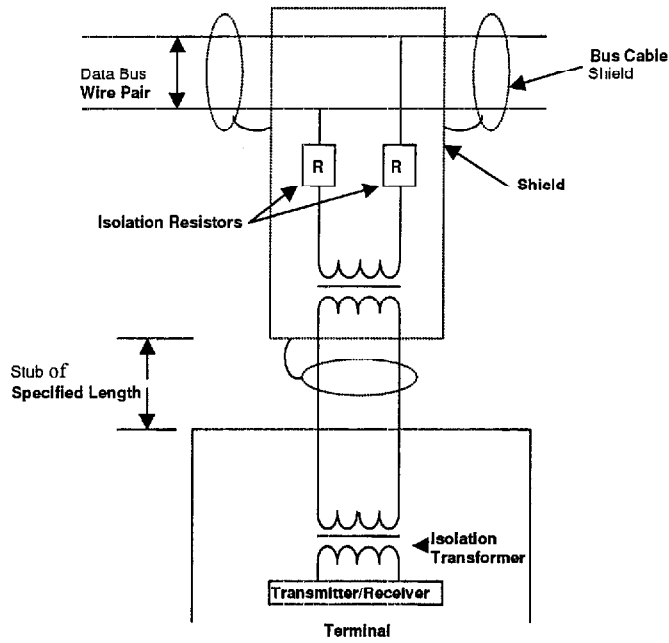 Data Bus
Wire Pair
Bus Cable
Shield
R
R
Shield
Isolation Resistors
Stub of
Specified Length
Isolation
Transformer
Transmitter/Receiver
Terminal